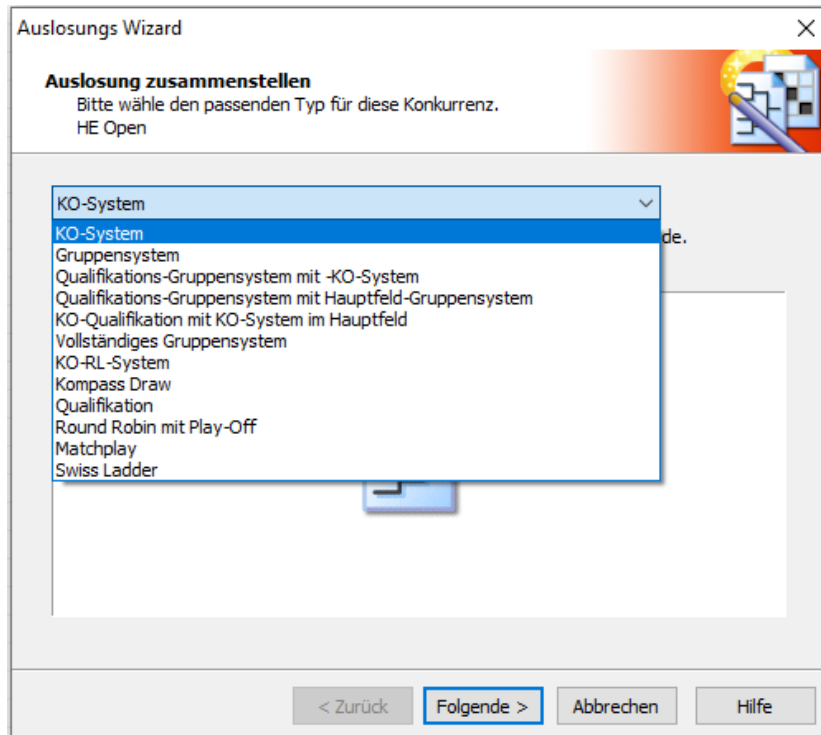 Auslosungs Wizard
Auslosung zusammenstellen
Bitte wähle den passenden Typ für diese Konkurrenz.
HE Open
KO-System
de.
KO-System
Gruppensystem
Qualifikations-Gruppensystem mit -KO-System
Qualifikations-Gruppensystem mit Hauptfeld-Gruppensystem
KO-Qualifikation mit KO-System im Hauptfeld
Vollständiges Gruppensystem
KO-RL-System
Kompass Draw
Qualifikation
Round Robin mit Play-Off
Matchplay
Swiss Ladder
< Zurück Folgende > Abbrechen Hilfe